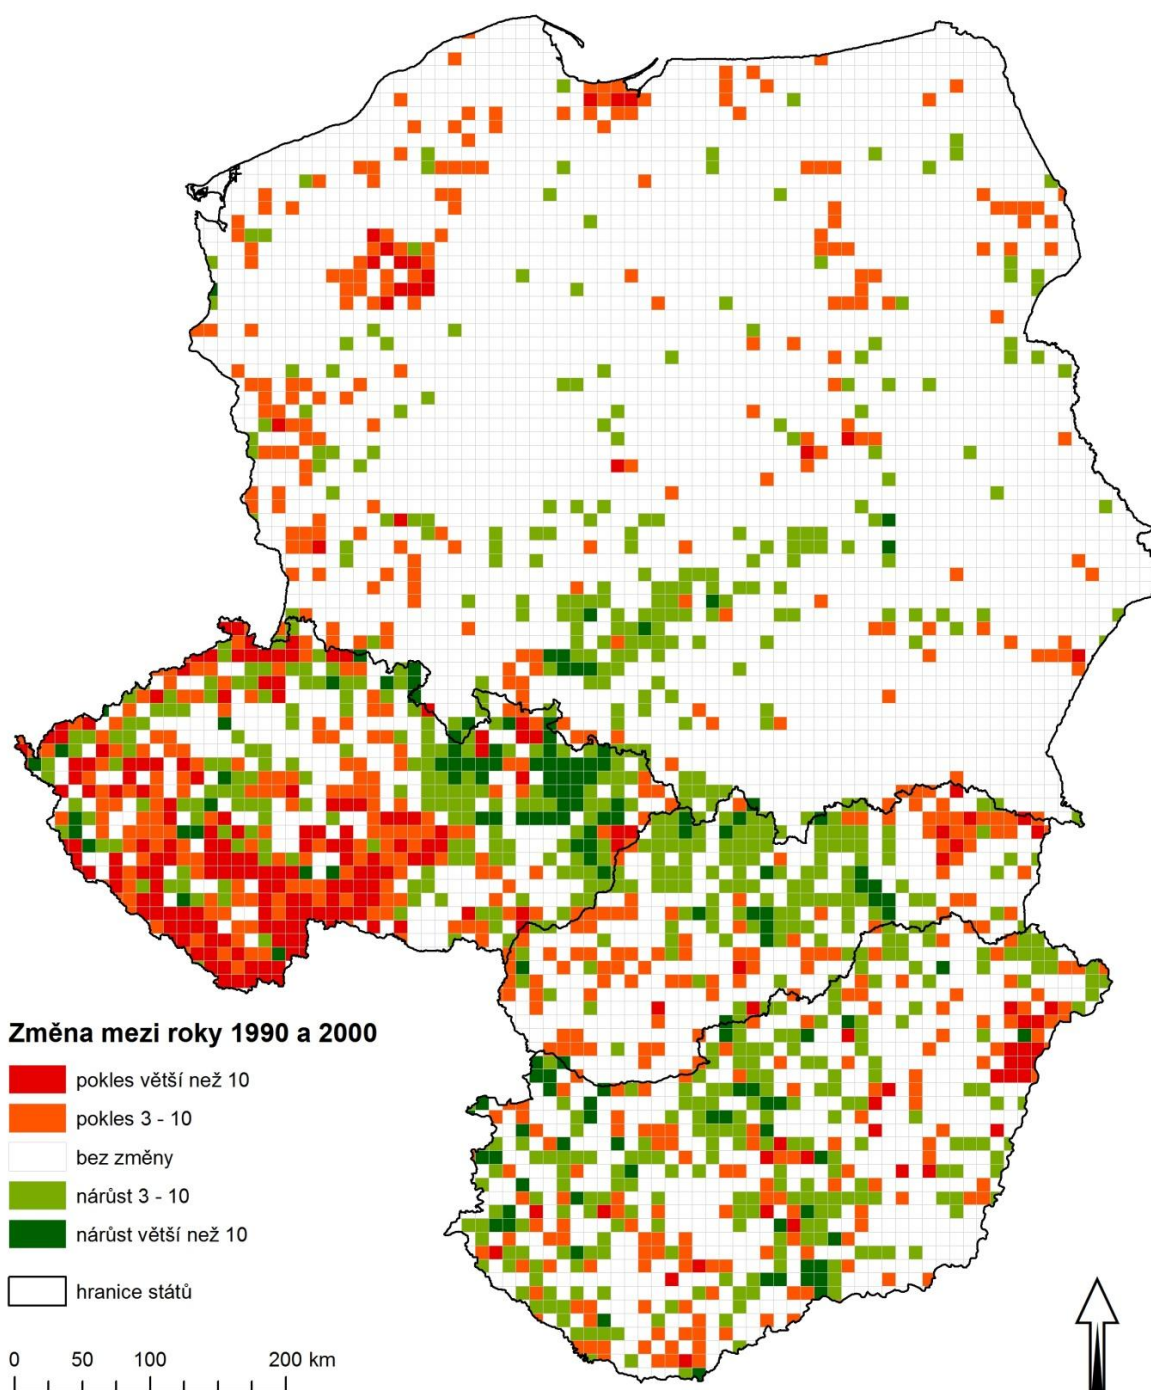 Změna mezi roky 1990 a 2000
pokles větší než 10
pokles 3 - 10
bez změny
nárůst 3 - 10
nárůst větší než 10
hranice států
0 50 100 200 km